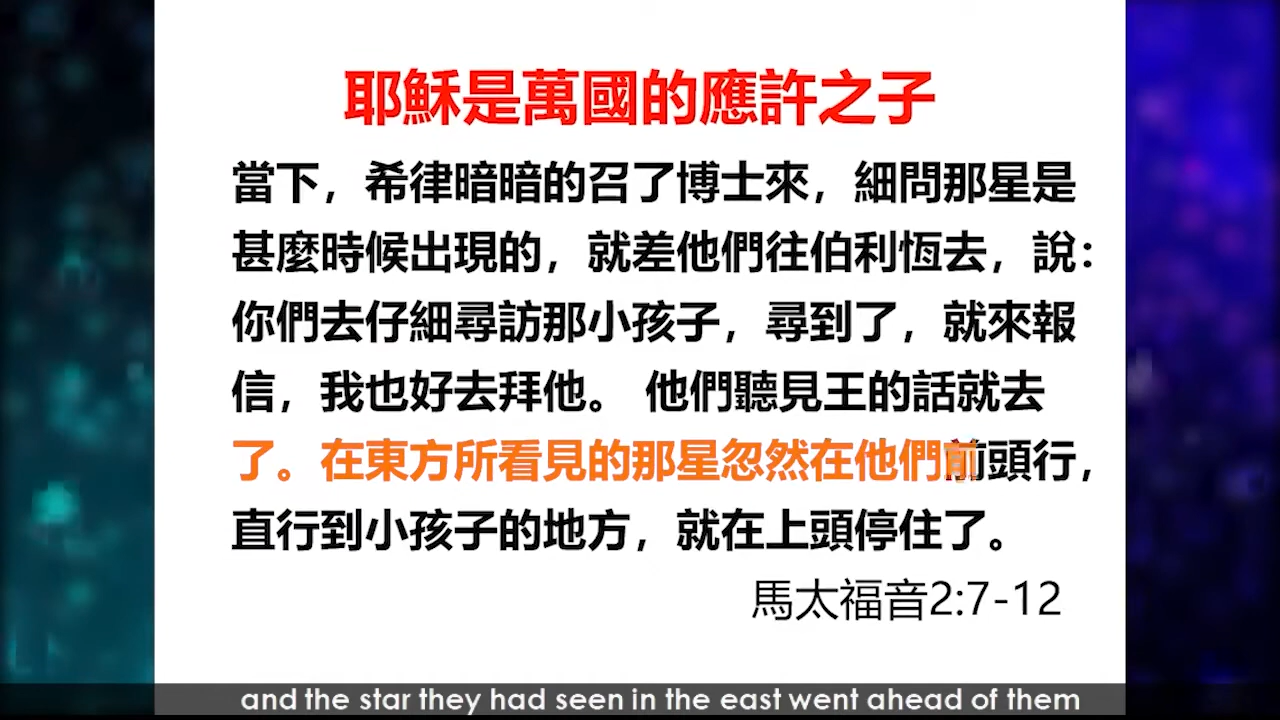 耶穌是萬國的應許之子
當下，希律暗暗的召了博士來，細問那星是
甚麼時候出現的，就差他們往伯利恆去，說：
你們去仔細尋訪那小孩子，尋到了，就來報
信，我也好去拜他。 他們聽見王的話就去
了。在東方所看見的那星忽然在他們前頭行，
直行到小孩子的地方，就在上頭停住了。
馬太福音2:7-12
and the star they had seen in the east went ahead of them